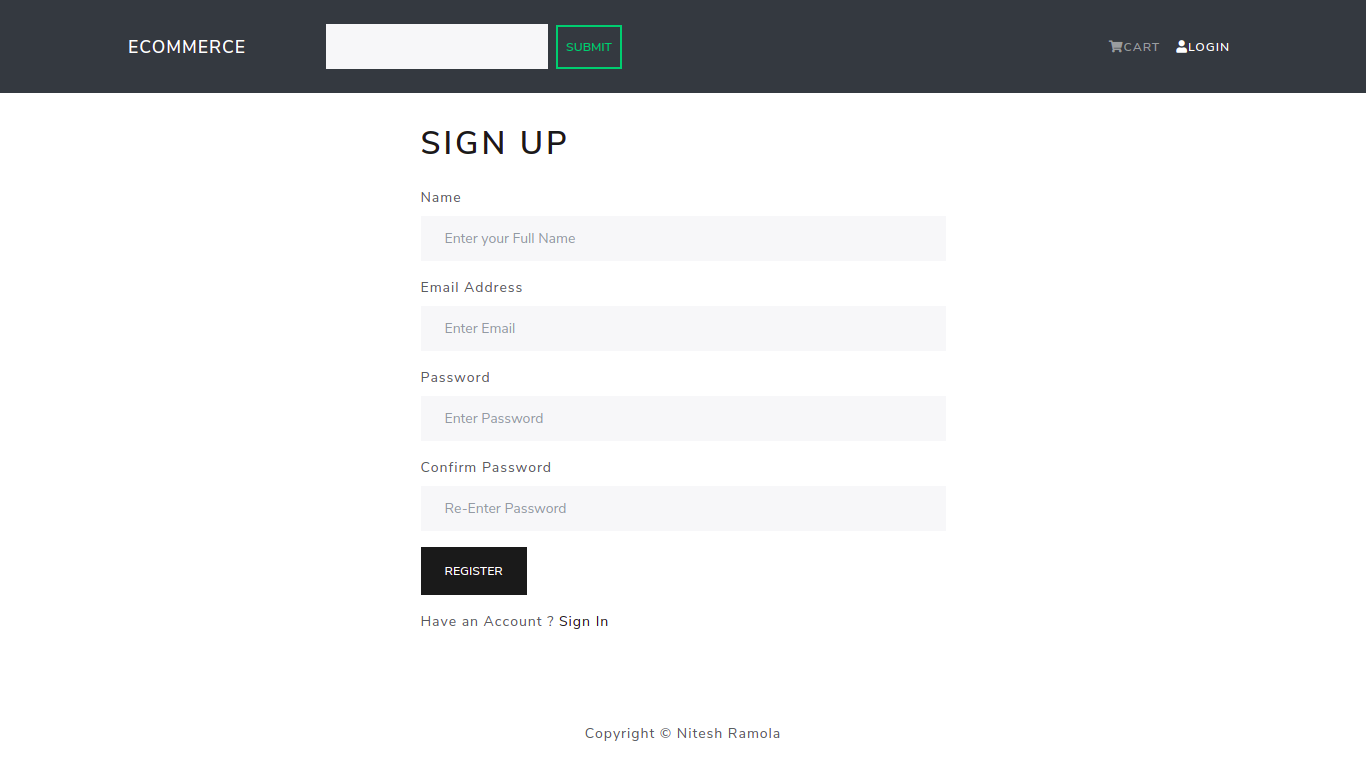 ECOMMERCE
SUBMIT
CART
LOGIN
SIGN UP
Name
Enter your Full Name
Email Address
Enter Email
Password
Enter Password
Confirm Password
Re-Enter Password
REGISTER
Have an Account ? Sign In
Copyright © Nitesh Ramola